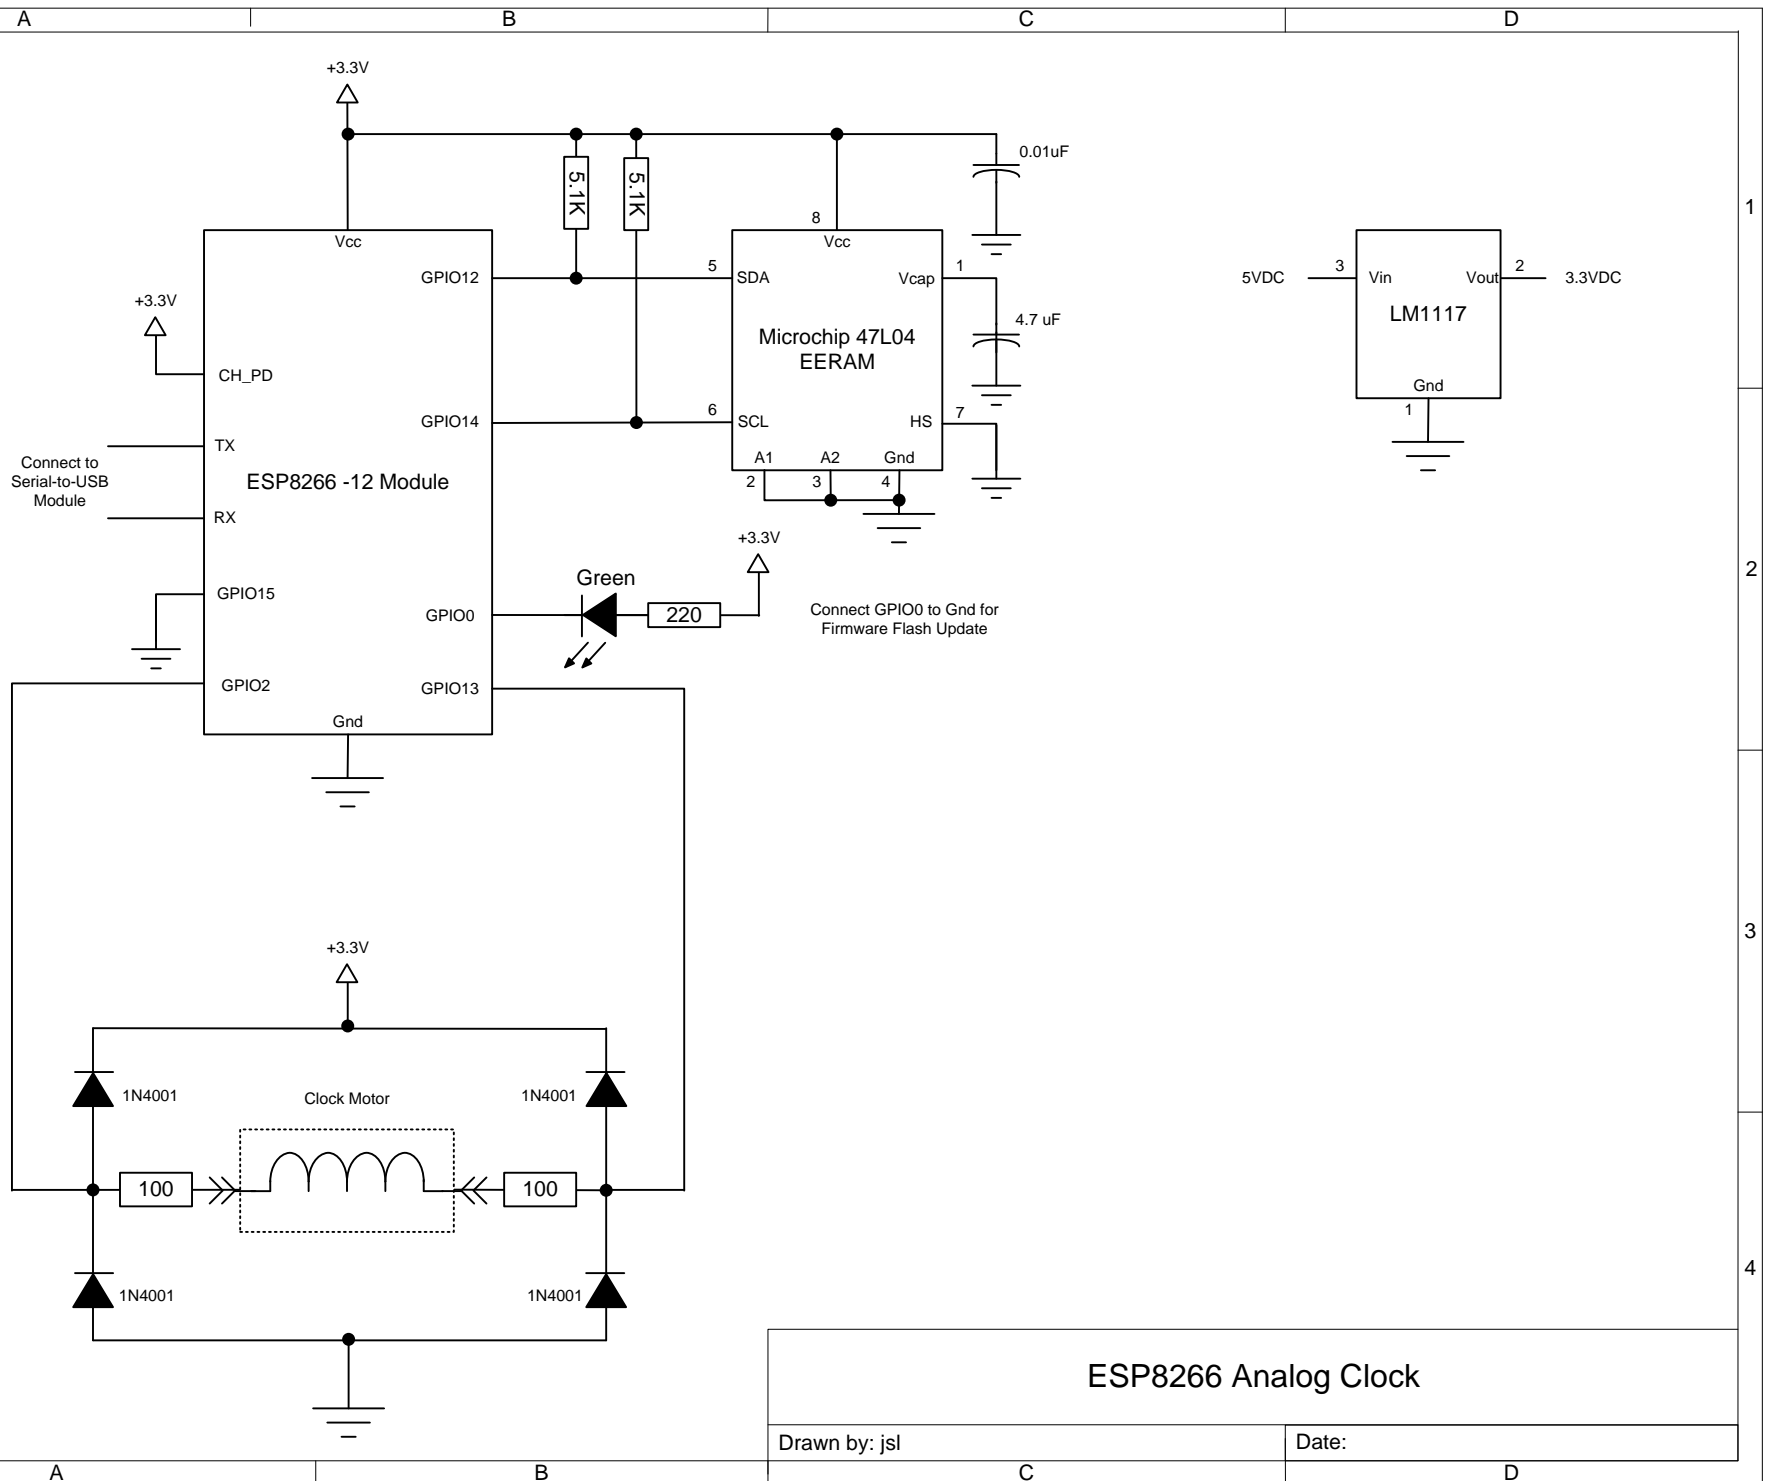 A
B
C
D
+3.3V
0.01uF
5.1K
5.1K
1
8
Vcc
Vcc
GPIO12
5
SDA
Vcap
1
5VDC
3
Vin
Vout
2
3.3VDC
LM1117
+3.3V
4.7 uF
Microchip 47L04
EERAM
CH_PD
Gnd
1
GPIO14
6
SCL
HS
7
TX
A1
A2
Gnd
2
3
4
Connect to
Serial-to-USB
Module
ESP8266 -12 Module
RX
+3.3V
2
Green
GPIO15
GPIO0
220
Connect GPIO0 to Gnd for
Firmware Flash Update
GPIO2
GPIO13
Gnd
3
+3.3V
1N4001
Clock Motor
1N4001
100
100
4
1N4001
1N4001
ESP8266 Analog Clock
Drawn by: jsl
Date:
A
B
C
D